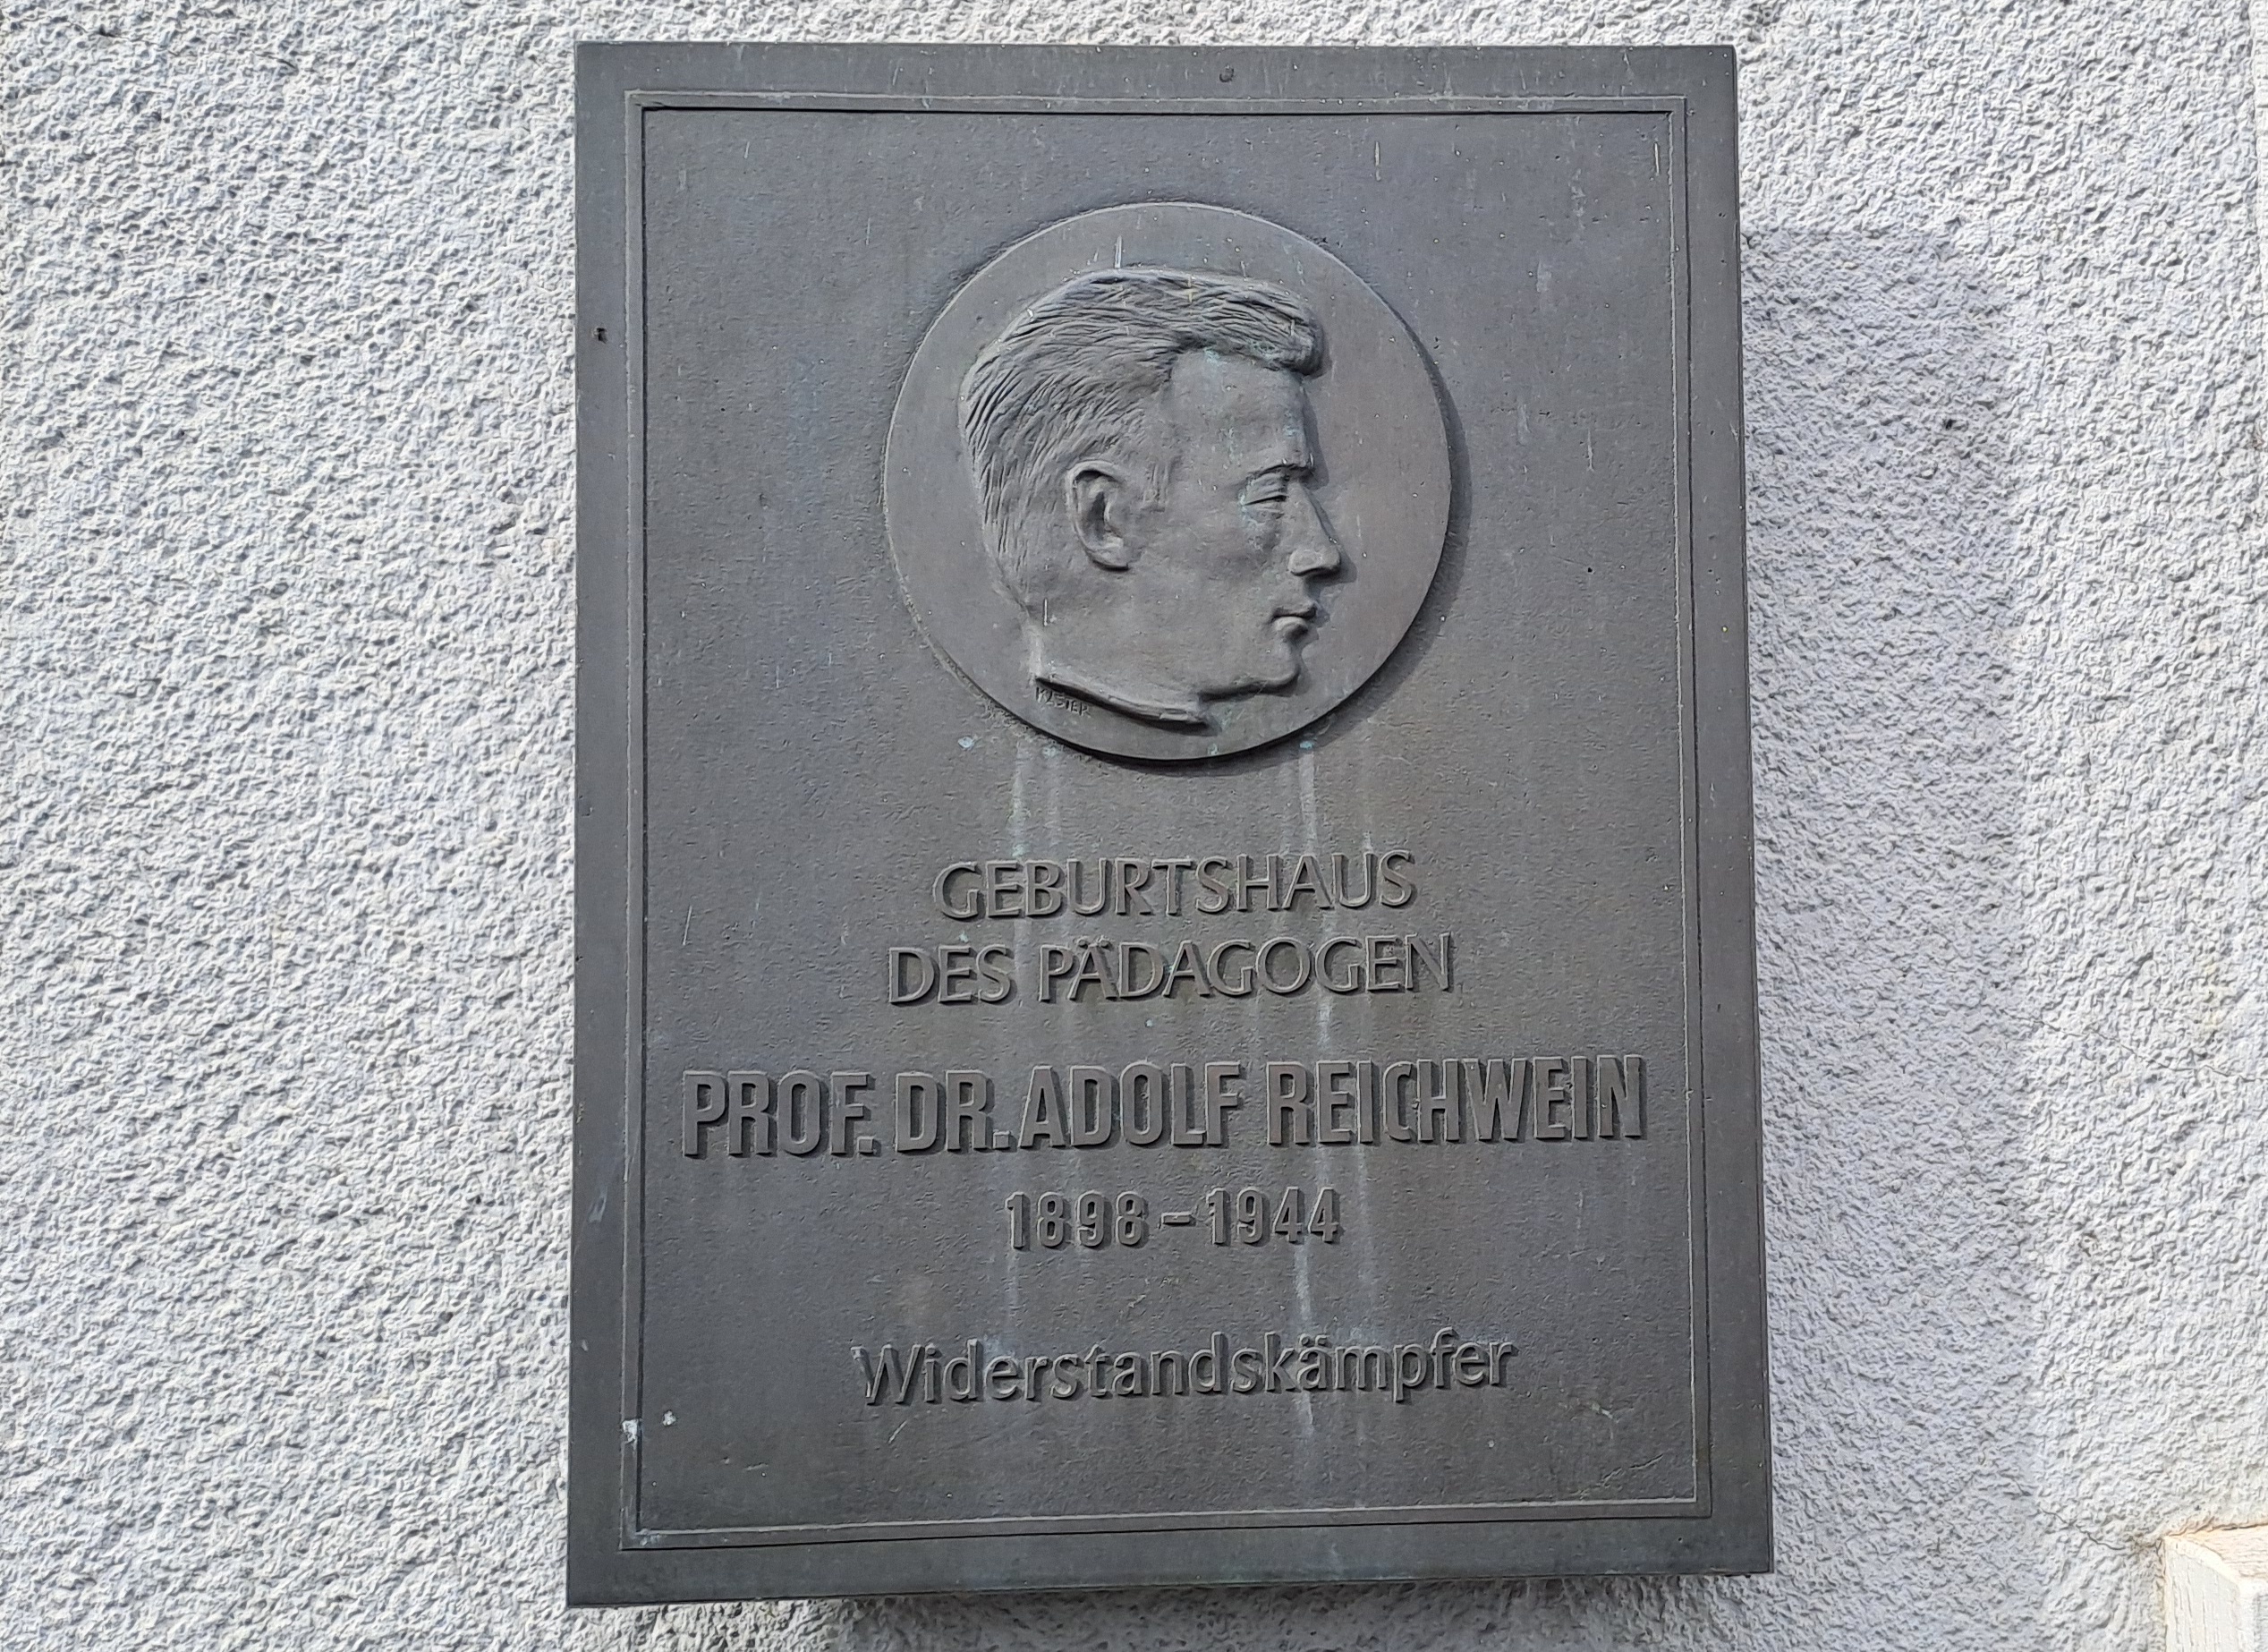 GEBURTSHAUS
DES PÄDAGOGEN
PROF. DR. ADOLF REICHWEIN
1898 – 1944
Widerstandskämpfer